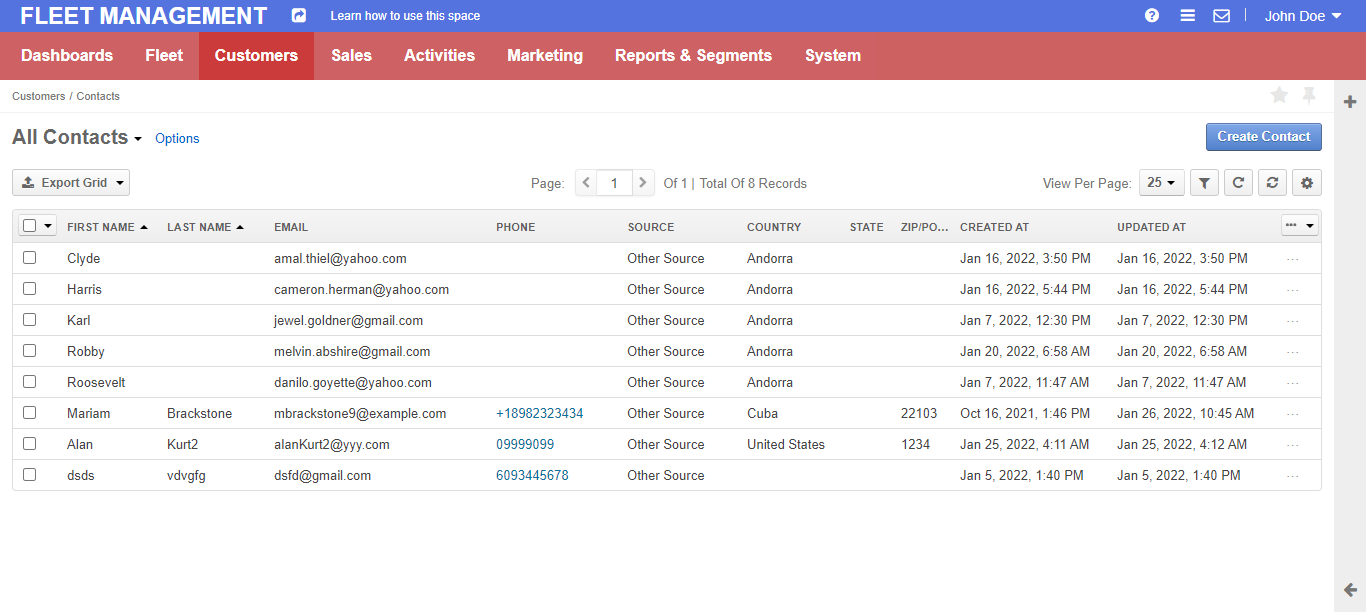 FLEET MANAGEMENT Learn how to use this space John Doe
Dashboards Fleet Customers Sales Activities Marketing Reports & Segments System
Customers / Contacts
All Contacts Options Create Contact
Export Grid Page: 1 Of 1 | Total Of 8 Records View Per Page: 25
FIRST NAME LAST NAME EMAIL PHONE SOURCE COUNTRY STATE ZIP/PO... CREATED AT UPDATED AT
Clyde amal.thiel@yahoo.com Other Source Andorra Jan 16, 2022, 3:50 PM Jan 16, 2022, 3:50 PM
Harris cameron.herman@yahoo.com Other Source Andorra Jan 16, 2022, 5:44 PM Jan 16, 2022, 5:44 PM
Karl jewel.goldner@gmail.com Other Source Andorra Jan 7, 2022, 12:30 PM Jan 7, 2022, 12:30 PM
Robby melvin.abshire@gmail.com Other Source Andorra Jan 20, 2022, 6:58 AM Jan 20, 2022, 6:58 AM
Roosevelt danilo.goyette@yahoo.com Other Source Andorra Jan 7, 2022, 11:47 AM Jan 7, 2022, 11:47 AM
Mariam Brackstone mbrackstone9@example.com +18982323434 Other Source Cuba 22103 Oct 16, 2021, 1:46 PM Jan 26, 2022, 10:45 AM
Alan Kurt2 alanKurt2@yyy.com 09999099 Other Source United States 1234 Jan 25, 2022, 4:11 AM Jan 25, 2022, 4:12 AM
dsds vdvgfg dsfd@gmail.com 6093445678 Other Source Jan 5, 2022, 1:40 PM Jan 5, 2022, 1:40 PM